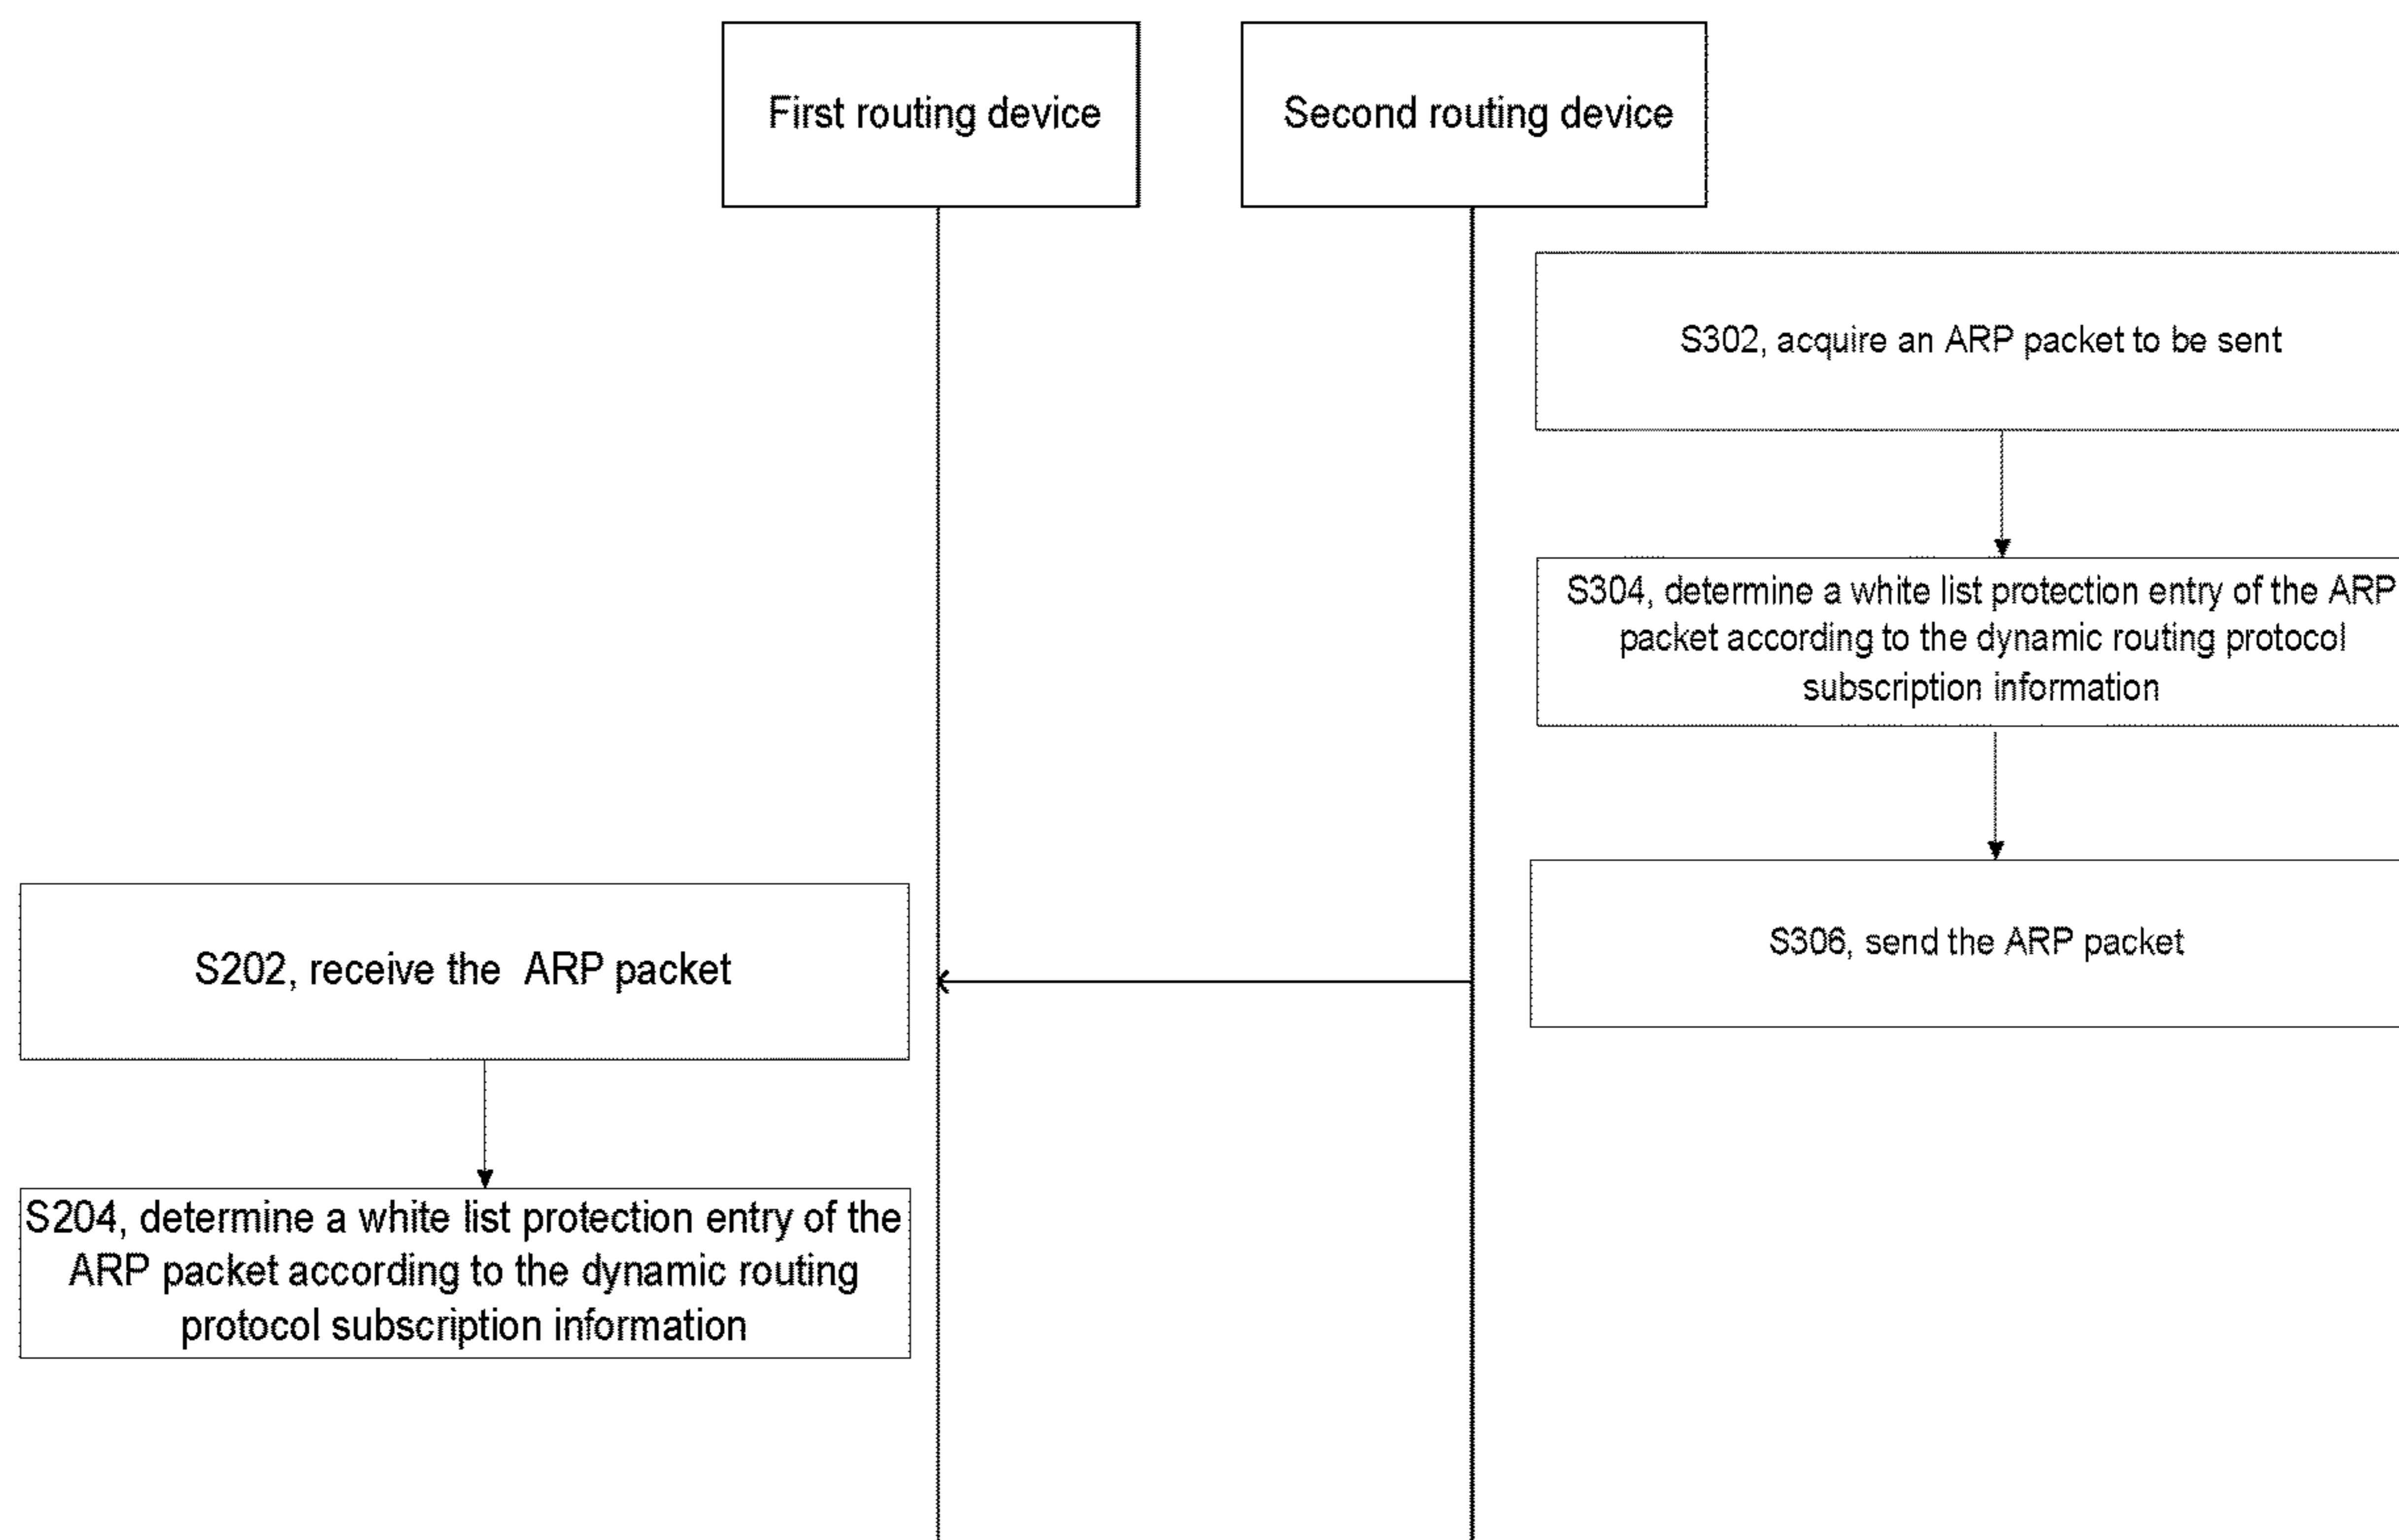 First routing device
Second routing device
S302, acquire an ARP packet to be sent
S304, determine a white list protection entry of the ARP
packet according to the dynamic routing protocol
subscription information
S306, send the ARP packet
S202, receive the ARP packet
S204, determine a white list protection entry of the
ARP packet according to the dynamic routing
protocol subscription information